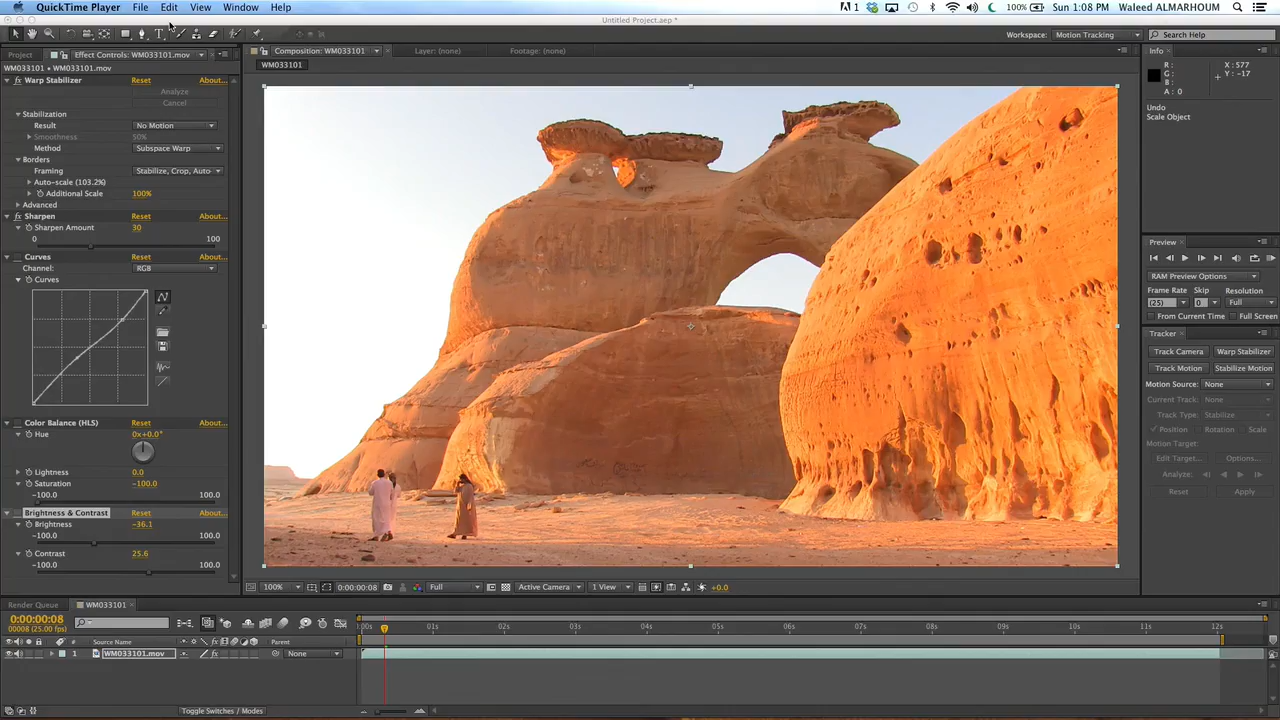 QuickTime Player File Edit View Window Help 1 100% Sun 1:08 PM Waleed ALMARHOUM
Untitled Project.aep *
Workspace: Motion Tracking Search Help
Project Effect Controls: WM033101.mov
WM033101 • WM033101.mov
Warp Stabilizer Reset About...
Analyze
Cancel
Stabilization
Result No Motion
Smoothness 50%
Method Subspace Warp
Borders
Framing Stabilize, Crop, Auto-
Auto-scale (103.2%)
Additional Scale 100%
Advanced
Sharpen Reset About...
Sharpen Amount 30
0 100
Curves Reset About...
Channel: RGB
Curves
Color Balance (HLS) Reset About...
Hue 0x+0.0°
Lightness 0.0
Saturation -100.0
-100.0 100.0
Brightness & Contrast Reset About...
Brightness -36.1
-100.0 100.0
Contrast 25.6
-100.0 100.0
Composition: WM033101 Layer: (none) Footage: (none)
WM033101
100% 0:00:00:08 Full Active Camera 1 View +0.0
Info
R: X: 577
G: Y: -17
B:
A: 0
Undo
Scale Object
Preview
RAM Preview Options
Frame Rate Skip Resolution
(25) 0 Full
From Current Time Full Screen
Tracker
Track Camera Warp Stabilizer
Track Motion Stabilize Motion
Motion Source: None
Current Track: None
Track Type: Stabilize
Position Rotation Scale
Motion Target:
Edit Target... Options...
Analyze:
Reset Apply
Render Queue WM033101
0:00:00:08
00008 (25.00 fps)
:00s 01s 02s 03s 04s 05s 06s 07s 08s 09s 10s 11s 12s
# Source Name Parent
1 WM033101.mov None
Toggle Switches / Modes